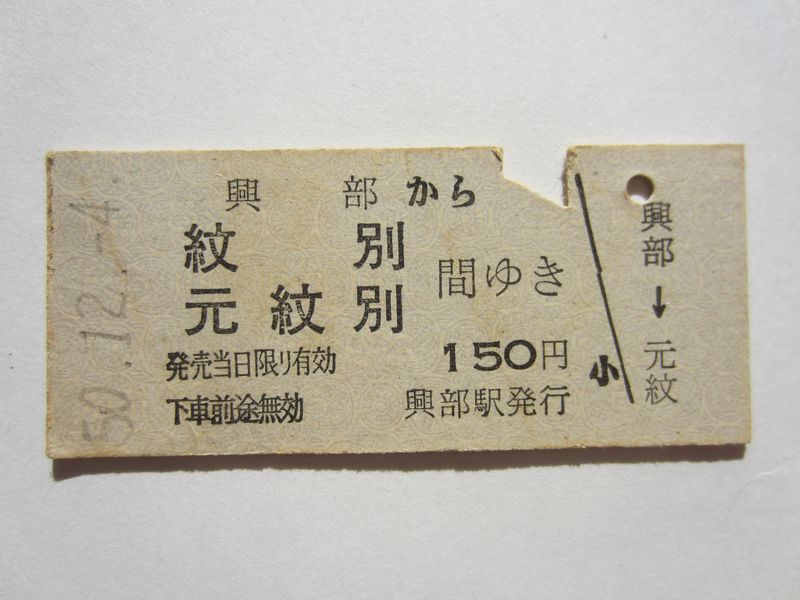 50.12.-4
興部から
紋別
元紋別
間ゆき
発売当日限り有効
150円
下車前途無効
興部駅発行
小
興部→元紋